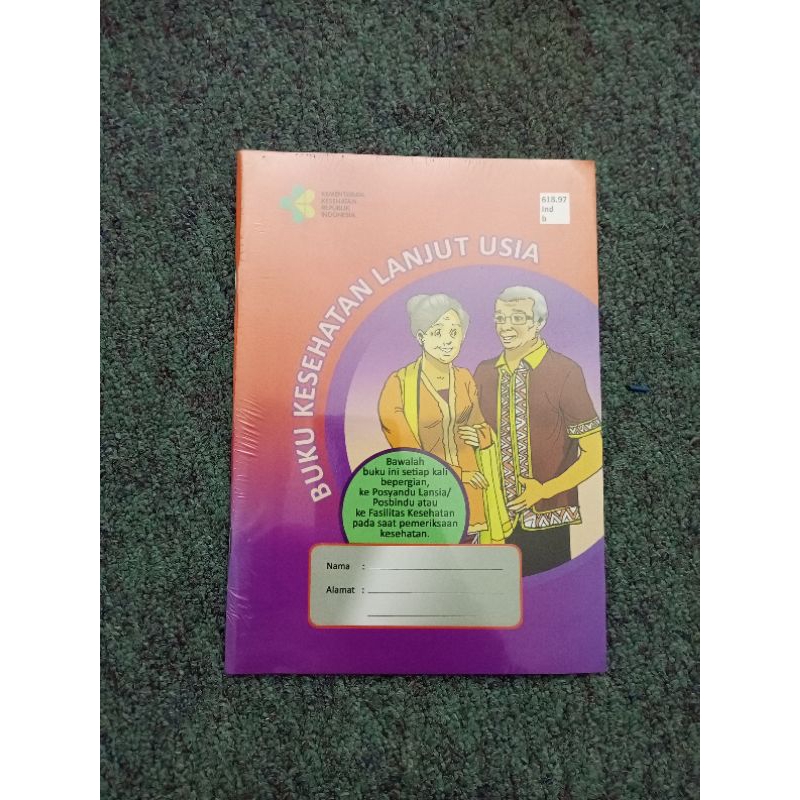 KEMENTERIAN
KESEHATAN
REPUBLIK
INDONESIA
618.97
Ind
b
BUKU KESEHATAN LANJUT USIA
Bawalah
buku ini setiap kali
bepergian,
ke Posyandu Lansia/
Posbindu atau
ke Fasilitas Kesehatan
pada saat pemeriksaan
kesehatan.
Nama :
Alamat :